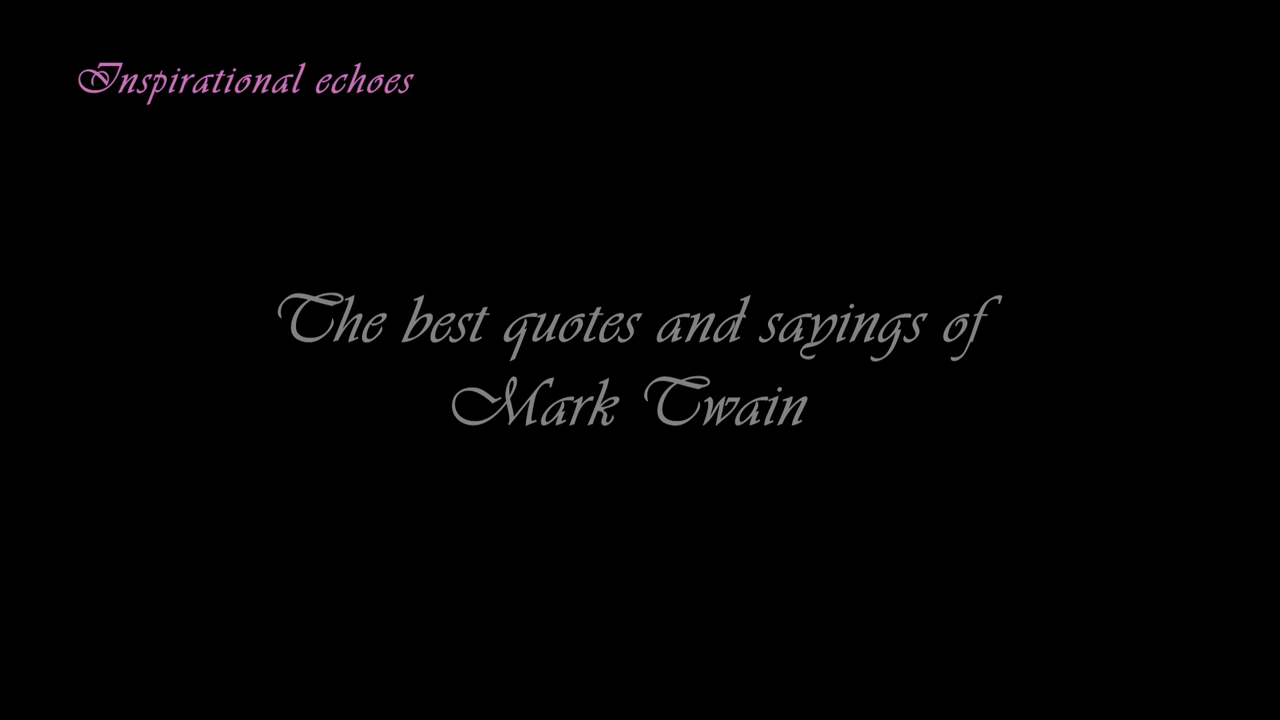 Inspirational echoes
The best quotes and sayings of
Mark Twain